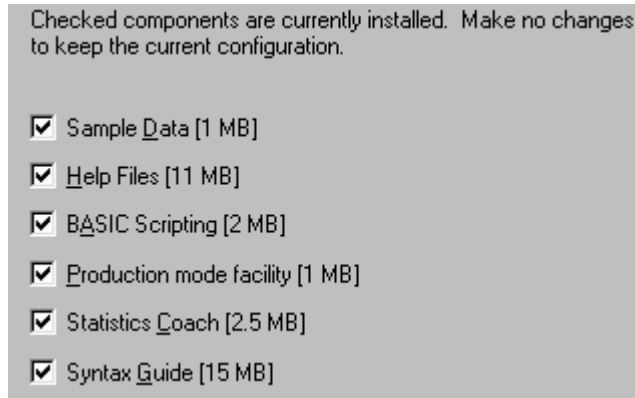 Checked components are currently installed.  Make no changes
to keep the current configuration.
Sample Data [1 MB]
Help Files [11 MB]
BASIC Scripting [2 MB]
Production mode facility [1 MB]
Statistics Coach [2.5 MB]
Syntax Guide [15 MB]